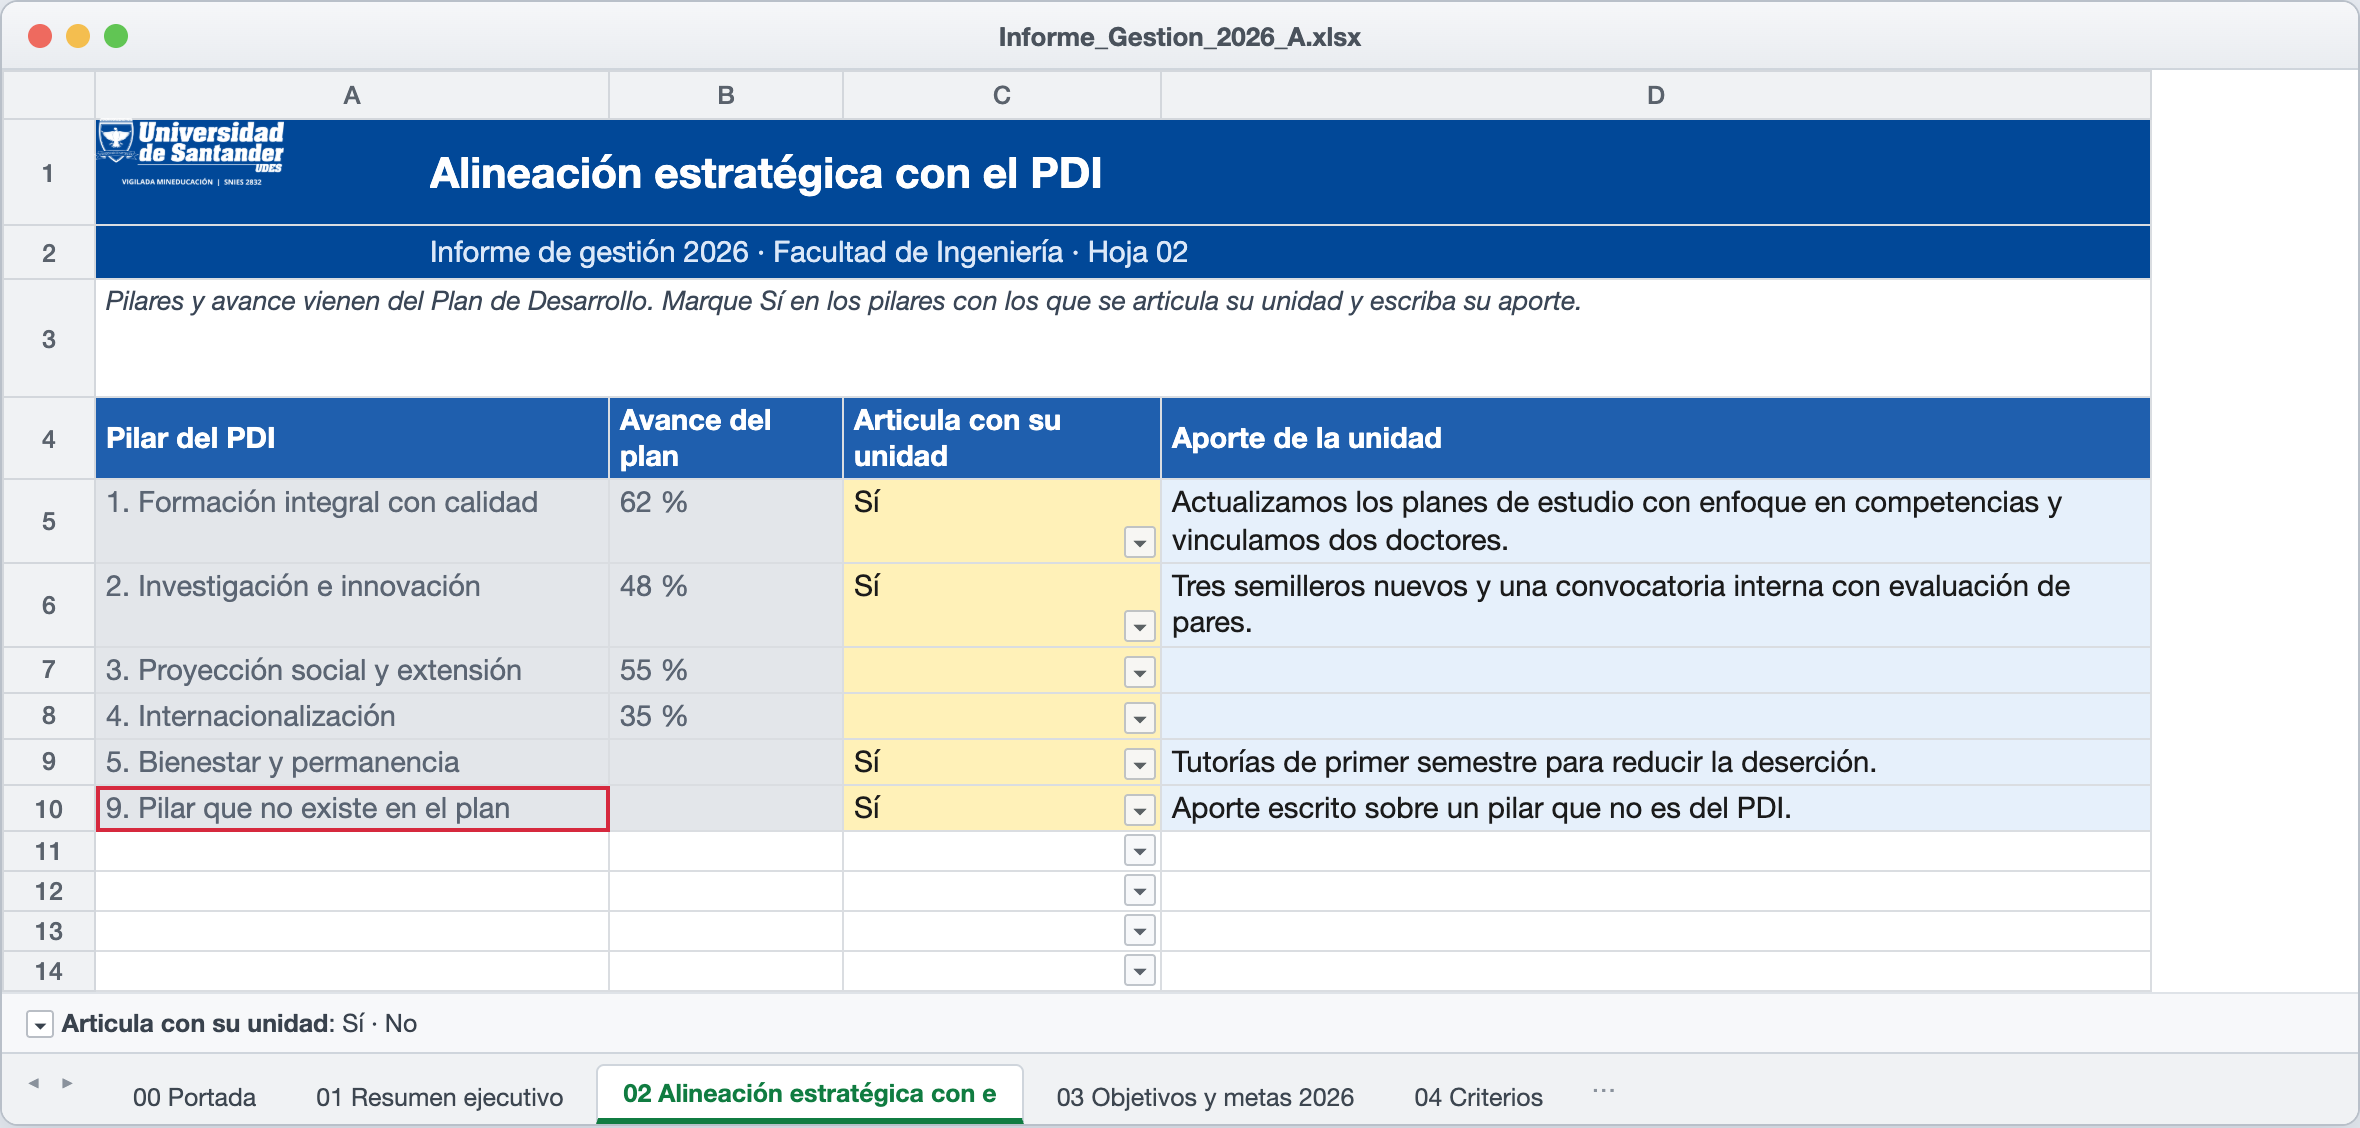 Informe_Gestion_2026_A.xlsx
A B C D
1
Universidad
de Santander
UDES
VIGILADA MINEDUCACIÓN | SNIES 2832
Alineación estratégica con el PDI
2 Informe de gestión 2026 · Facultad de Ingeniería · Hoja 02
3 Pilares y avance vienen del Plan de Desarrollo. Marque Sí en los pilares con los que se articula su unidad y escriba su aporte.
4 Pilar del PDI
Avance del
plan
Articula con su
unidad
Aporte de la unidad
5 1. Formación integral con calidad 62 % Sí Actualizamos los planes de estudio con enfoque en competencias y
vinculamos dos doctores.
6 2. Investigación e innovación 48 % Sí Tres semilleros nuevos y una convocatoria interna con evaluación de
pares.
7 3. Proyección social y extensión 55 %
8 4. Internacionalización 35 %
9 5. Bienestar y permanencia Sí Tutorías de primer semestre para reducir la deserción.
10 9. Pilar que no existe en el plan Sí Aporte escrito sobre un pilar que no es del PDI.
11
12
13
14
Articula con su unidad: Sí · No
00 Portada 01 Resumen ejecutivo 02 Alineación estratégica con e 03 Objetivos y metas 2026 04 Criterios ...